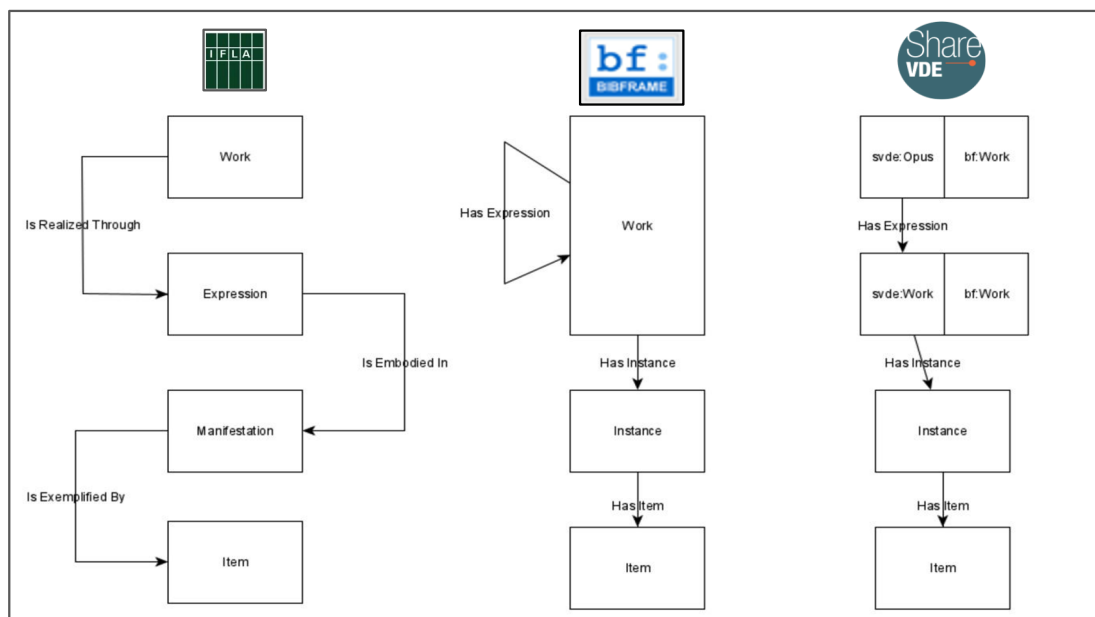 IFLA
bf:
BIBFRAME
Share
VDE
Work
Is Realized Through
Expression
Is Embodied In
Manifestation
Is Exemplified By
Item
Has Expression
Work
Has Instance
Instance
Has Item
Item
svde:Opus
bf:Work
Has Expression
svde:Work
bf:Work
Has Instance
Instance
Has Item
Item